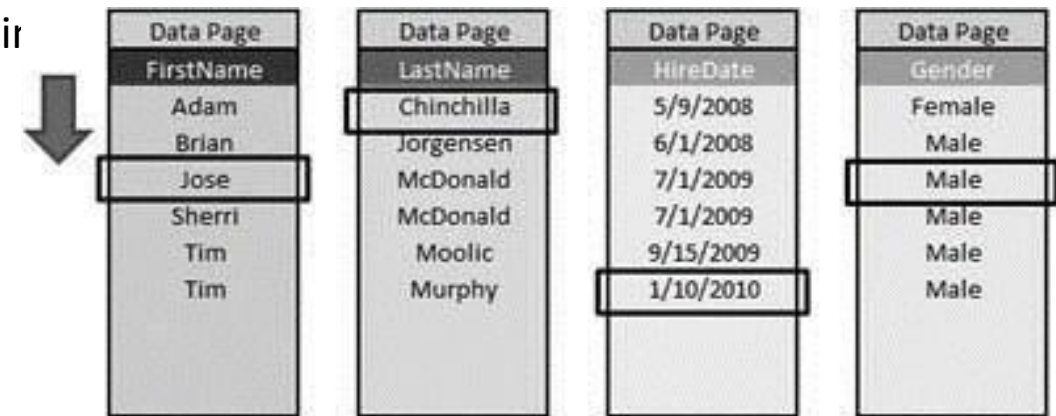 Data Page Data Page Data Page Data Page
FirstName LastName HireDate Gender
Adam Chinchilla 5/9/2008 Female
Brian Jorgensen 6/1/2008 Male
Jose McDonald 7/1/2009 Male
Sherri McDonald 7/1/2009 Male
Tim Moolic 9/15/2009 Male
Tim Murphy 1/10/2010 Male